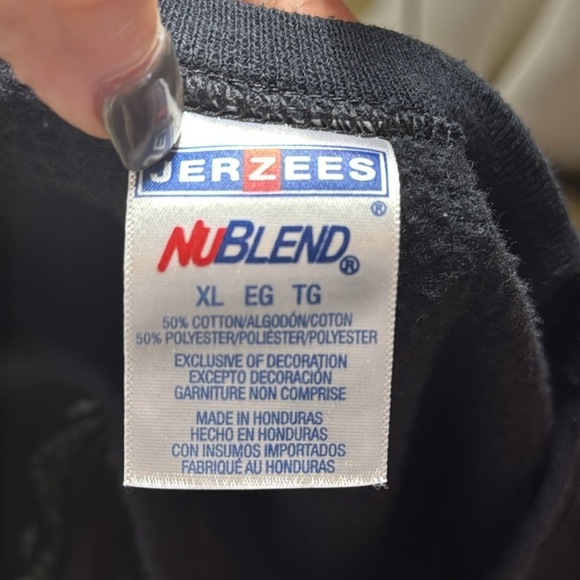 JERZEES
®
NUBLEND®
XL EG TG
50% COTTON/ALGODÓN/COTON
50% POLYESTER/POLIÉSTER/POLYESTER
EXCLUSIVE OF DECORATION
EXCEPTO DECORACIÓN
GARNITURE NON COMPRISE
MADE IN HONDURAS
HECHO EN HONDURAS
CON INSUMOS IMPORTADOS
FABRIQUÉ AU HONDURAS